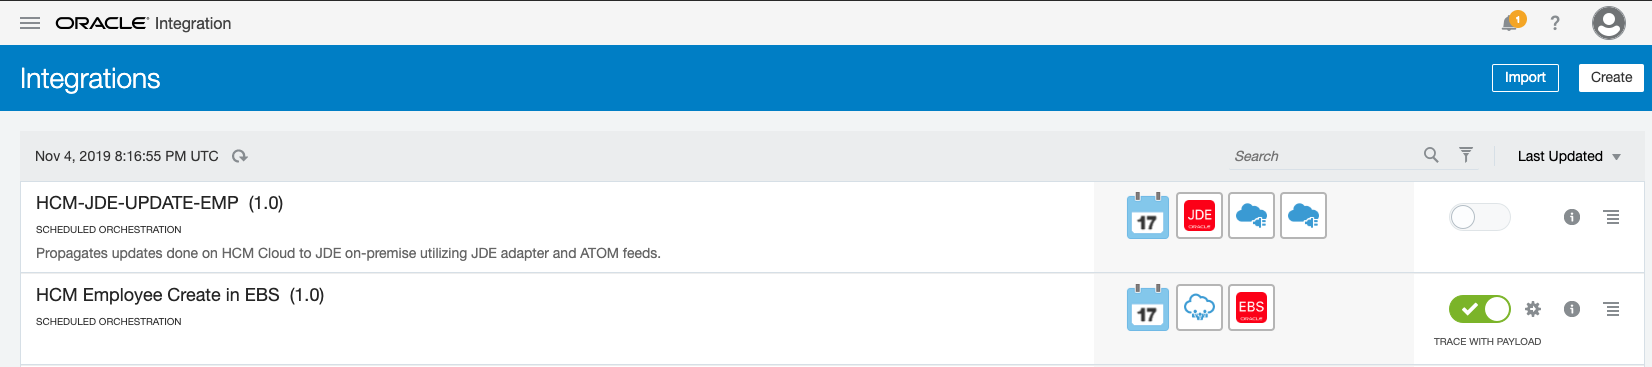 ORACLE Integration
1
?
Integrations
Import
Create
Nov 4, 2019 8:16:55 PM UTC
Search
Last Updated
HCM-JDE-UPDATE-EMP (1.0)
SCHEDULED ORCHESTRATION
Propagates updates done on HCM Cloud to JDE on-premise utilizing JDE adapter and ATOM feeds.
17
JDE
ORACLE
HCM Employee Create in EBS (1.0)
SCHEDULED ORCHESTRATION
17
EBS
ORACLE
TRACE WITH PAYLOAD